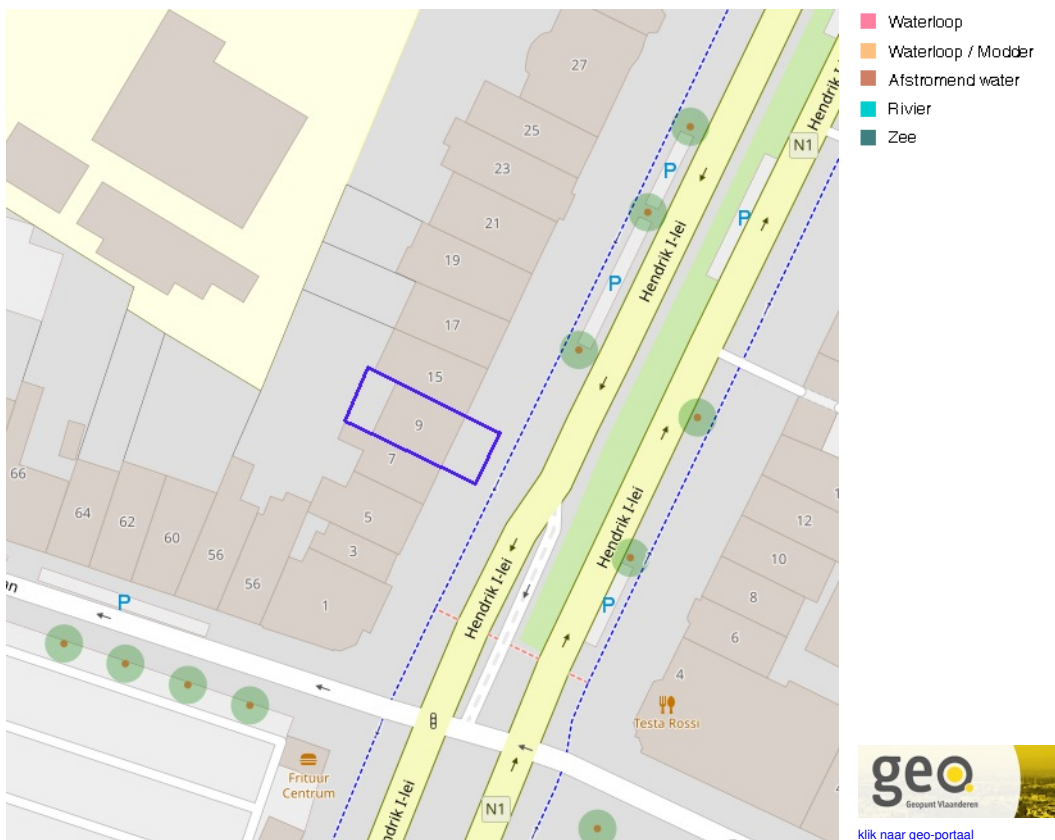 27
25
23
21
19
17
15
9
7
5
3
1
66
64
62
60
56
56
P
P
P
P
P
Hendrik I-lei
Hendrik I-lei
Hendrik I-lei
Hendrik I-lei
N1
12
10
8
6
4
Testa Rossi
Frituur
Centrum
N1
Waterloop
Waterloop / Modder
Afstromend water
Rivier
Zee
geo.
Geopunt Vlaanderen
klik naar geo-portaal